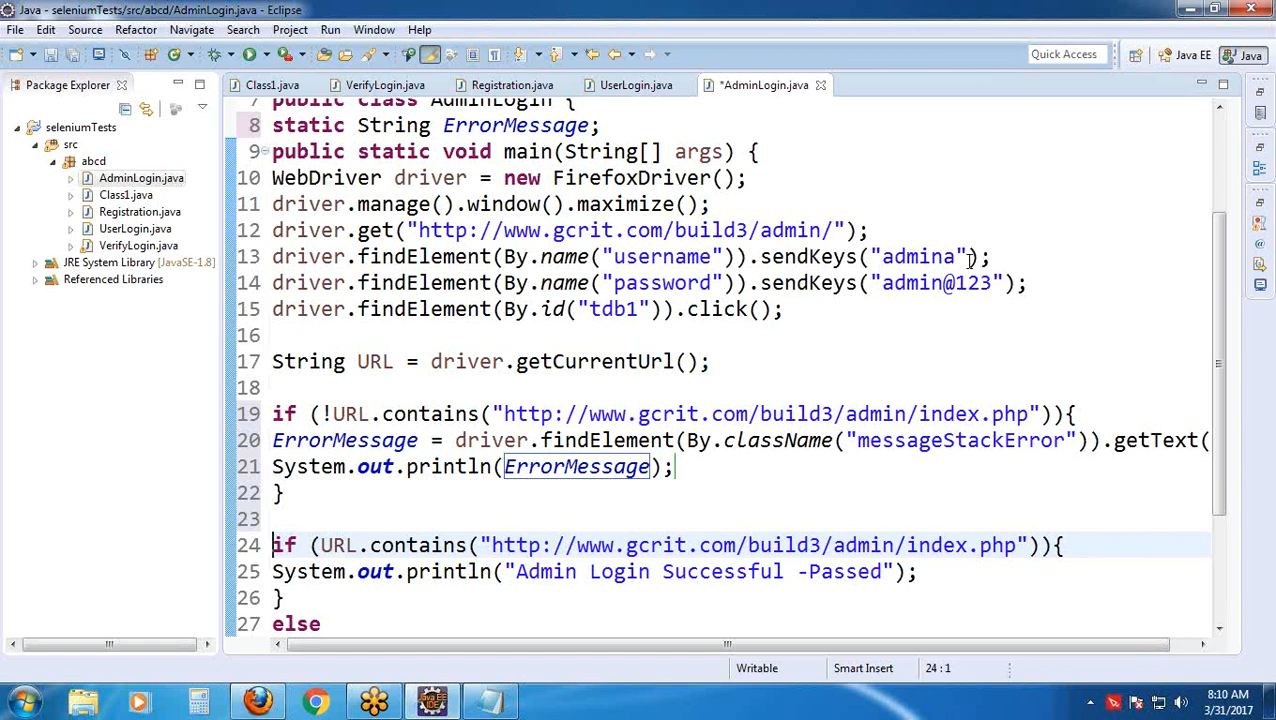 Java - seleniumTests/src/abcd/AdminLogin.java - Eclipse
File Edit Source Refactor Navigate Search Project Run Window Help
Quick Access
Java EE
Java
Package Explorer
Class1.java
VerifyLogin.java
Registration.java
UserLogin.java
*AdminLogin.java
seleniumTests
src
abcd
AdminLogin.java
Class1.java
Registration.java
UserLogin.java
VerifyLogin.java
JRE System Library [JavaSE-1.8]
Referenced Libraries
7 public class AdminLogin {
8 static String ErrorMessage;
9 public static void main(String[] args) {
10 WebDriver driver = new FirefoxDriver();
11 driver.manage().window().maximize();
12 driver.get("http://www.gcrit.com/build3/admin/");
13 driver.findElement(By.name("username")).sendKeys("admina");
14 driver.findElement(By.name("password")).sendKeys("admin@123");
15 driver.findElement(By.id("tdb1")).click();
16
17 String URL = driver.getCurrentUrl();
18
19 if (!URL.contains("http://www.gcrit.com/build3/admin/index.php")){
20 ErrorMessage = driver.findElement(By.className("messageStackError")).getText(
21 System.out.println(ErrorMessage);
22 }
23
24 if (URL.contains("http://www.gcrit.com/build3/admin/index.php")){
25 System.out.println("Admin Login Successful -Passed");
26 }
27 else
Writable
Smart Insert
24 : 1
8:10 AM
3/31/2017